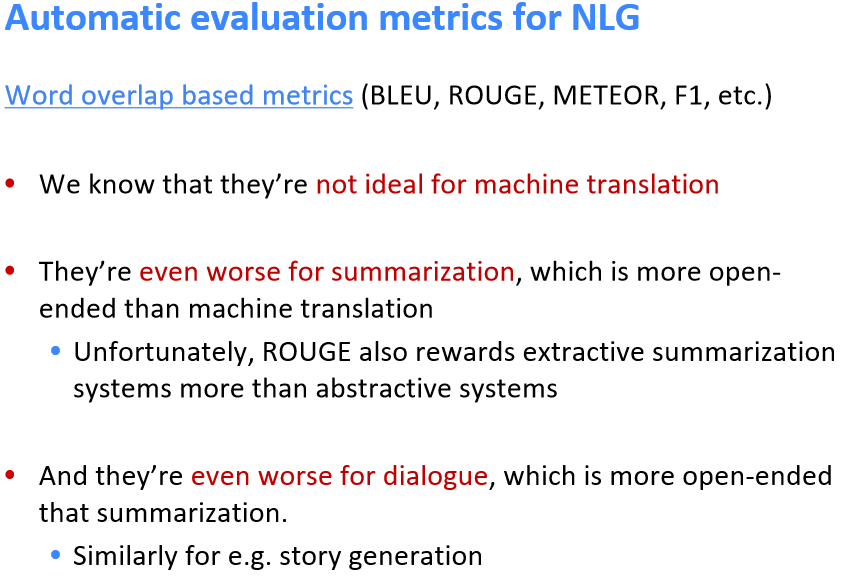 Automatic evaluation metrics for NLG
Word overlap based metrics (BLEU, ROUGE, METEOR, F1, etc.)
• We know that they're not ideal for machine translation
• They're even worse for summarization, which is more open-
ended than machine translation
• Unfortunately, ROUGE also rewards extractive summarization
systems more than abstractive systems
• And they're even worse for dialogue, which is more open-ended
that summarization.
• Similarly for e.g. story generation